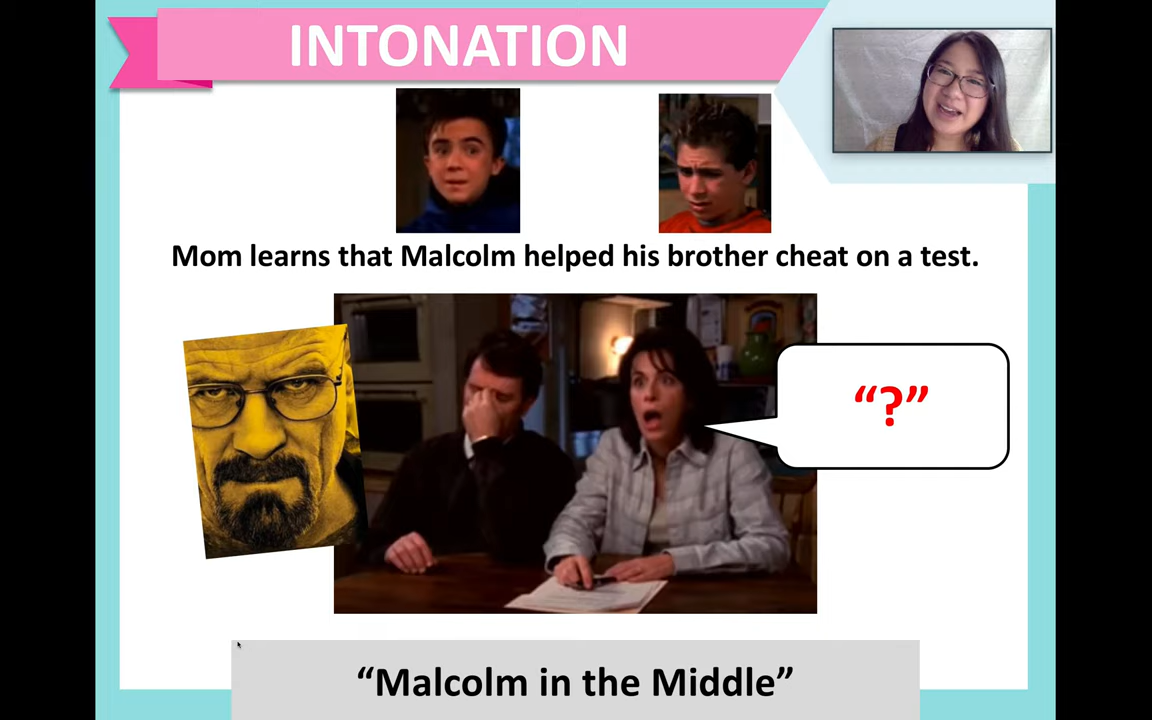 INTONATION
Mom learns that Malcolm helped his brother cheat on a test.
“?”
“Malcolm in the Middle”